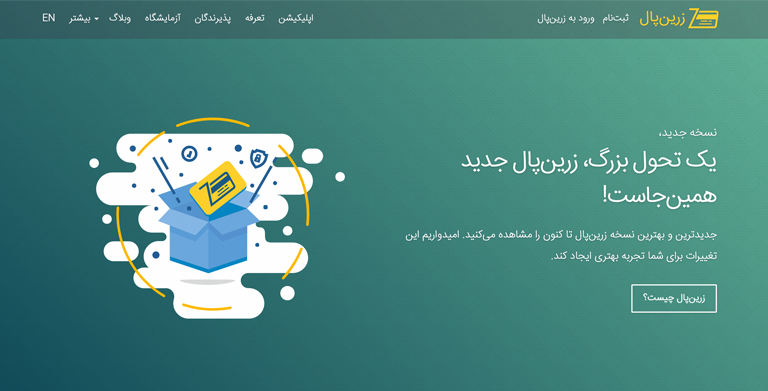 زرین‌پال
ثبت‌نام ورود به زرین‌پال
اپلیکیشن تعرفه پذیرندگان آزمایشگاه وبلاگ بیشتر EN
نسخه جدید،
یک تحول بزرگ، زرین‌پال جدید
همین‌جاست!
جدیدترین و بهترین نسخه زرین‌پال تا کنون را مشاهده می‌کنید. امیدواریم این
تغییرات برای شما تجربه بهتری ایجاد کند.
زرین‌پال چیست؟